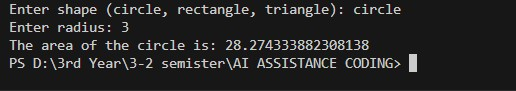 Enter shape (circle, rectangle, triangle): circle
Enter radius: 3
The area of the circle is: 28.274333882308138
PS D:\3rd Year\3-2 semister\AI ASSISTANCE CODING>